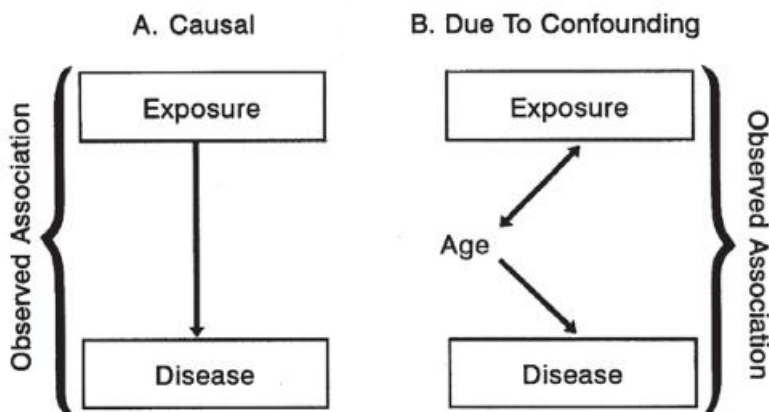 A. Causal
B. Due To Confounding
Observed Association
Exposure
Disease
Exposure
Age
Disease
Observed Association